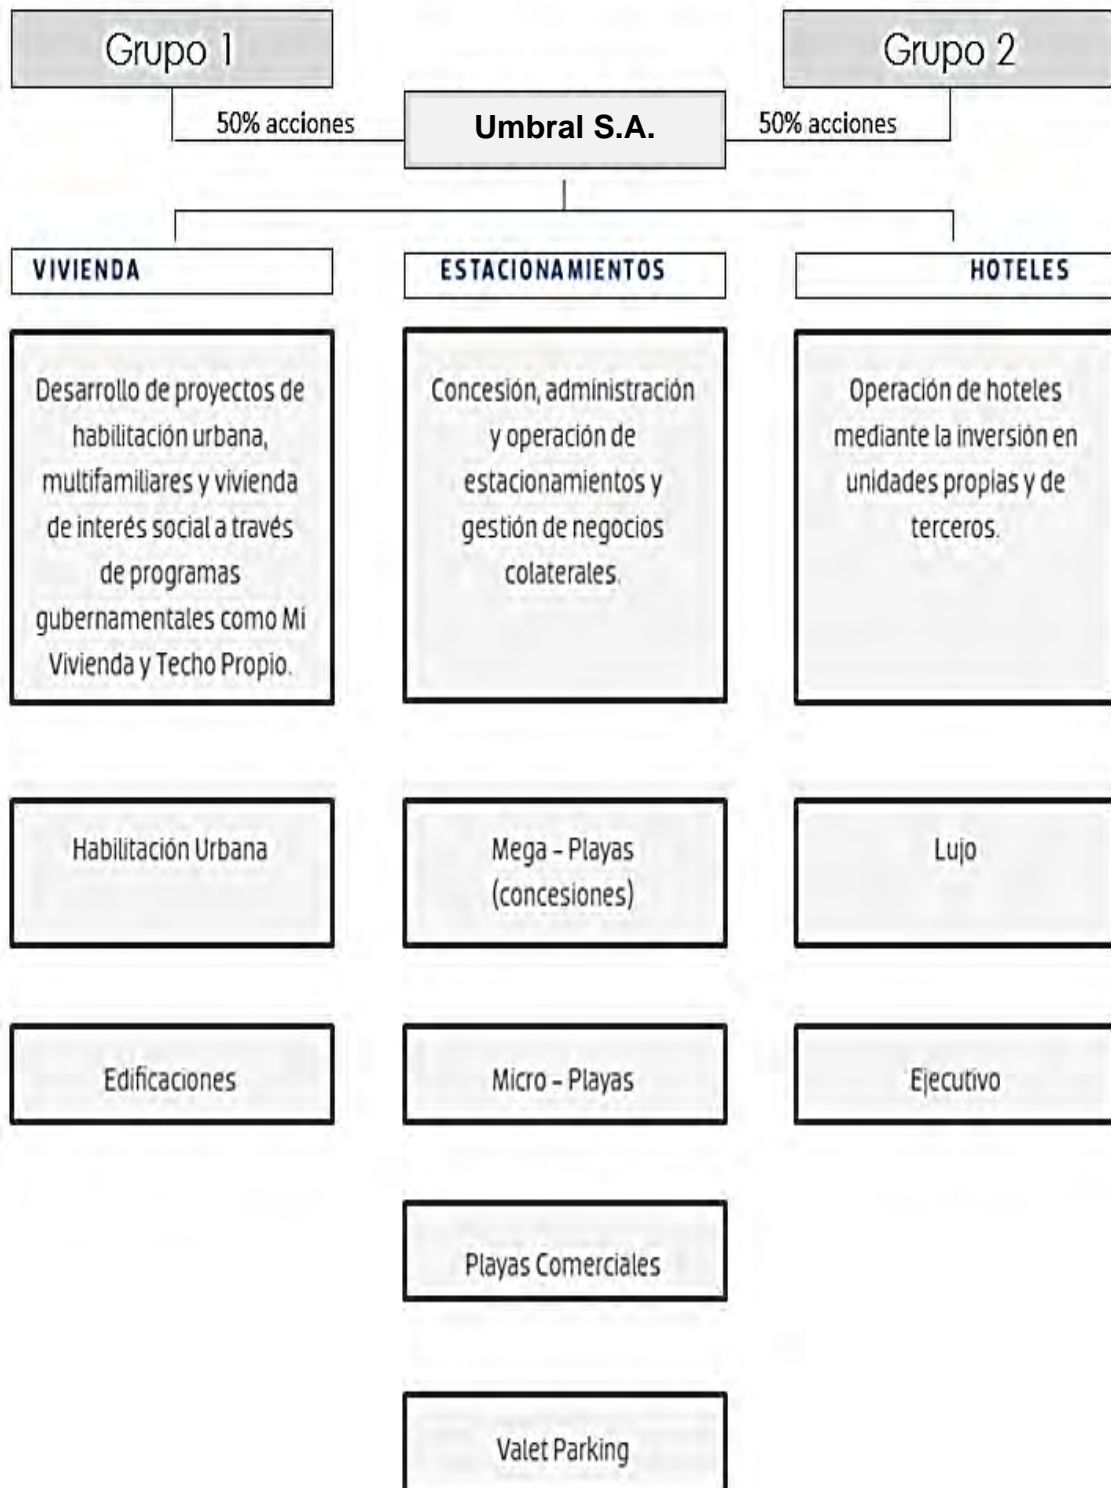 Grupo 1
Grupo 2
50% acciones
Umbral S.A.
50% acciones
VIVIENDA
ESTACIONAMIENTOS
HOTELES
Desarrollo de proyectos de
habilitación urbana,
multifamiliares y vivienda
de interés social a través
de programas
gubernamentales como Mi
Vivienda y Techo Propio.
Concesión, administración
y operación de
estacionamientos y
gestión de negocios
colaterales.
Operación de hoteles
mediante la inversión en
unidades propias y de
terceros.
Habilitación Urbana
Mega – Playas
(concesiones)
Lujo
Edificaciones
Micro – Playas
Ejecutivo
Playas Comerciales
Valet Parking